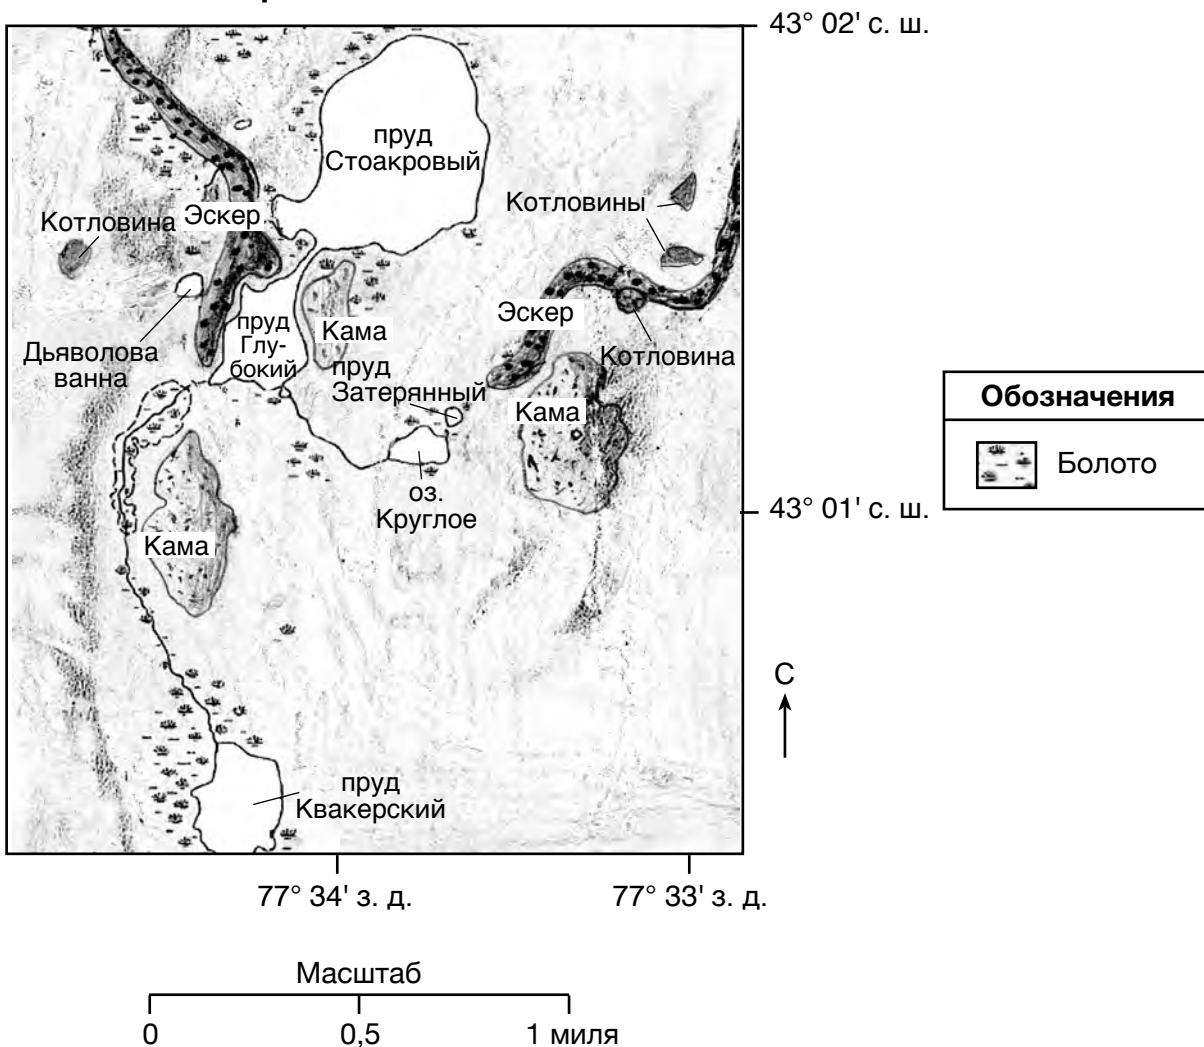 43° 02' с. ш.
пруд
Стоакровый
Котловины
Котловина
Эскер
Эскер
Дьяволова
ванна
пруд
Глу-
бокий
Кама
пруд
Затерянный
Котловина
Кама
оз.
Круглое
43° 01' с. ш.
Кама
Обозначения
Болото
С
пруд
Квакерский
77° 34' з. д.
77° 33' з. д.
Масштаб
0
0,5
1 миля